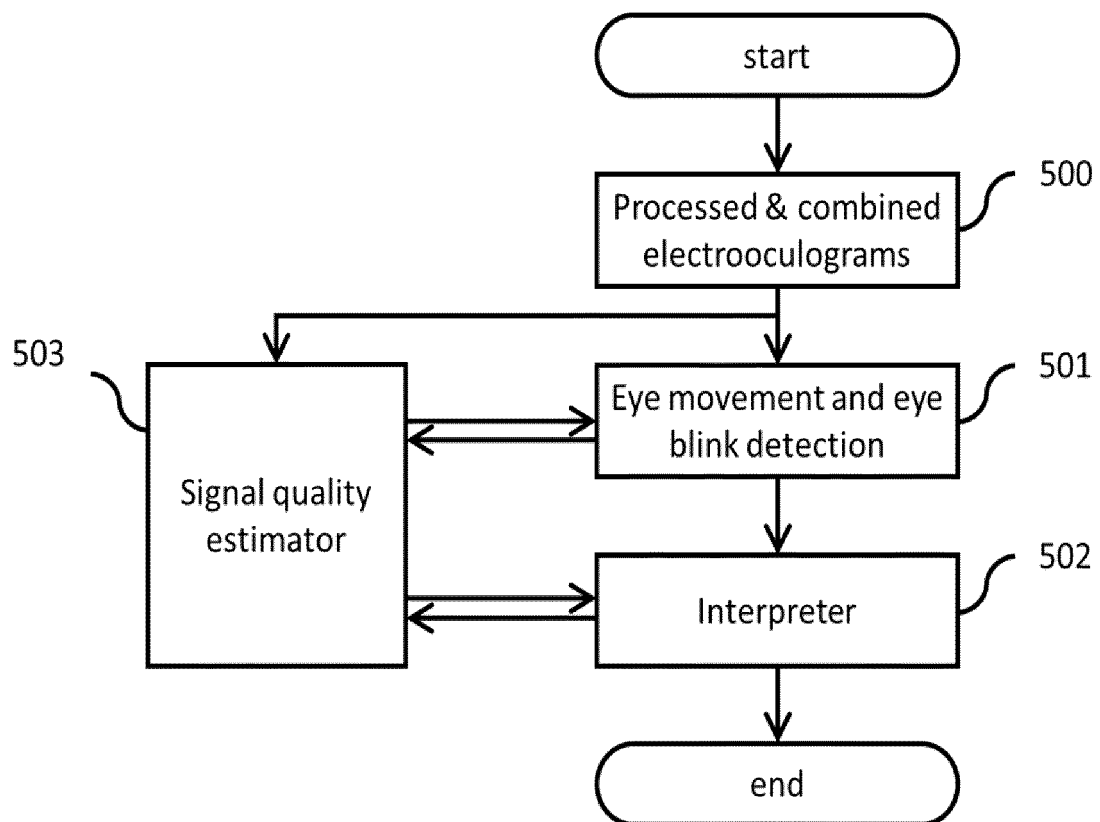 start
500
Processed & combined
electrooculograms
503
501
Eye movement and eye
blink detection
Signal quality
estimator
502
Interpreter
end